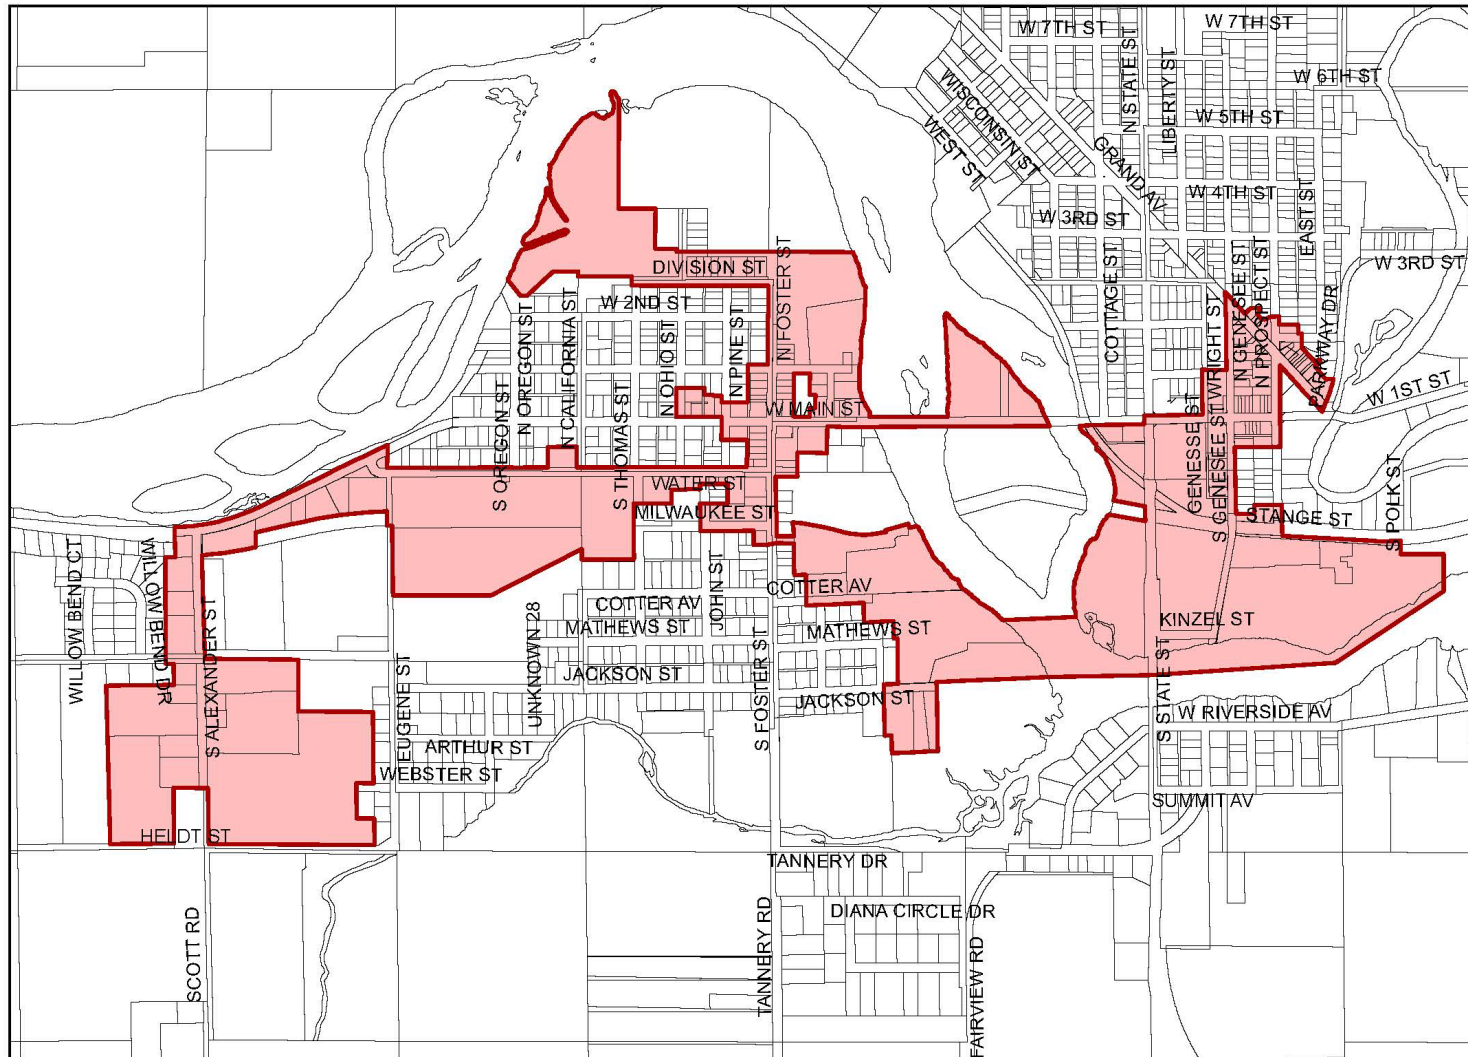 W 7TH ST
W 7TH ST
N STATE ST
LIBERTY ST
W 6TH ST
WISCONSIN ST
WEST ST
W 5TH ST
GRAND AV
W 4TH ST
W 3RD ST
EAST ST
W 3RD ST
DIVISION ST
N FOSTER ST
COTTAGE ST
W 2ND ST
N OREGON ST
N CALIFORNIA ST
N OHIO ST
N PINE ST
WRIGHT ST
N GENESEE ST
N PROSPECT ST
PARKWAY DR
W 1ST ST
W MAIN ST
S OREGON ST
S THOMAS ST
GENESSE ST
S GENESEE ST
WATER ST
MILWAUKEE ST
STANGE ST
S POLK ST
WILLOW BEND CT
WILLOW BEND DR
S ALEXANDER ST
COTTER AV
COTTER AV
JOHN ST
MATHEWS ST
MATHEWS ST
KINZEL ST
UNKNOWN 28
JACKSON ST
JACKSON ST
S FOSTER ST
S STATE ST
W RIVERSIDE AV
EUGENE ST
ARTHUR ST
WEBSTER ST
SUMMIT AV
HELDT ST
TANNERY DR
DIANA CIRCLE DR
SCOTT RD
TANNERY RD
FAIRVIEW RD